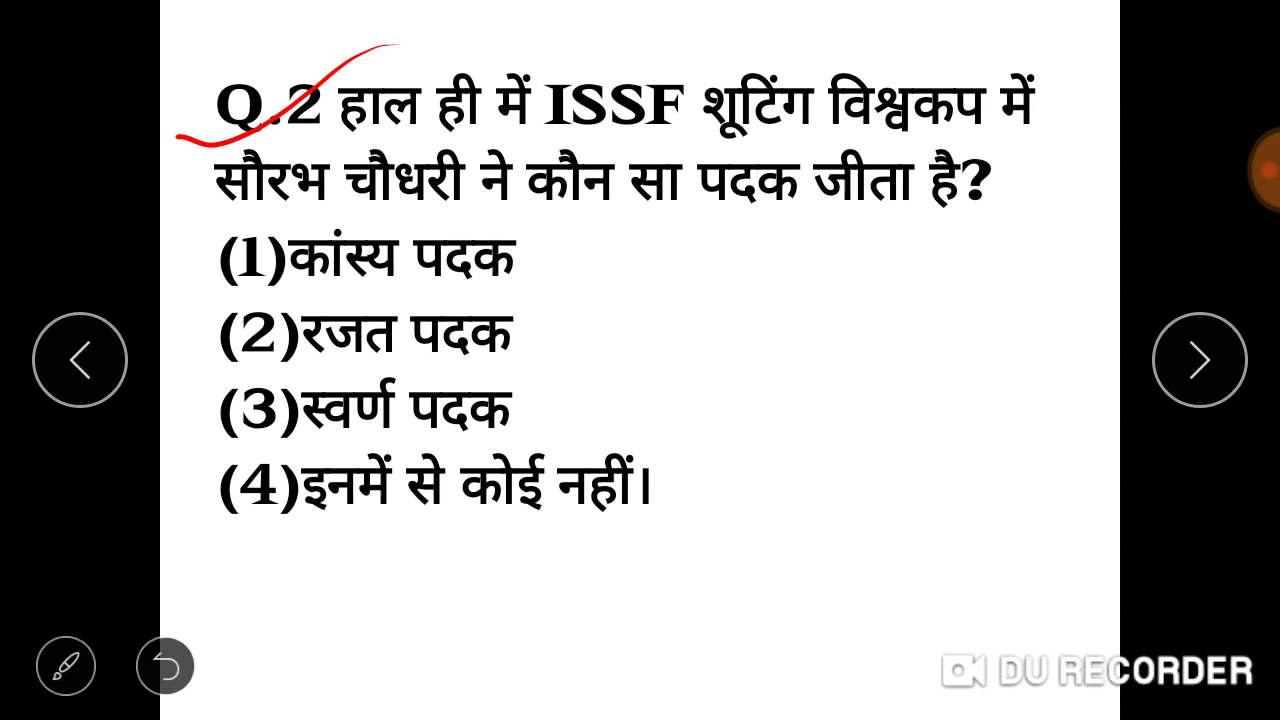 Q.2 हाल ही में ISSF शूटिंग विश्वकप में
सौरभ चौधरी ने कौन सा पदक जीता है?
(1)कांस्य पदक
(2)रजत पदक
(3)स्वर्ण पदक
(4)इनमें से कोई नहीं।
DU RECORDER